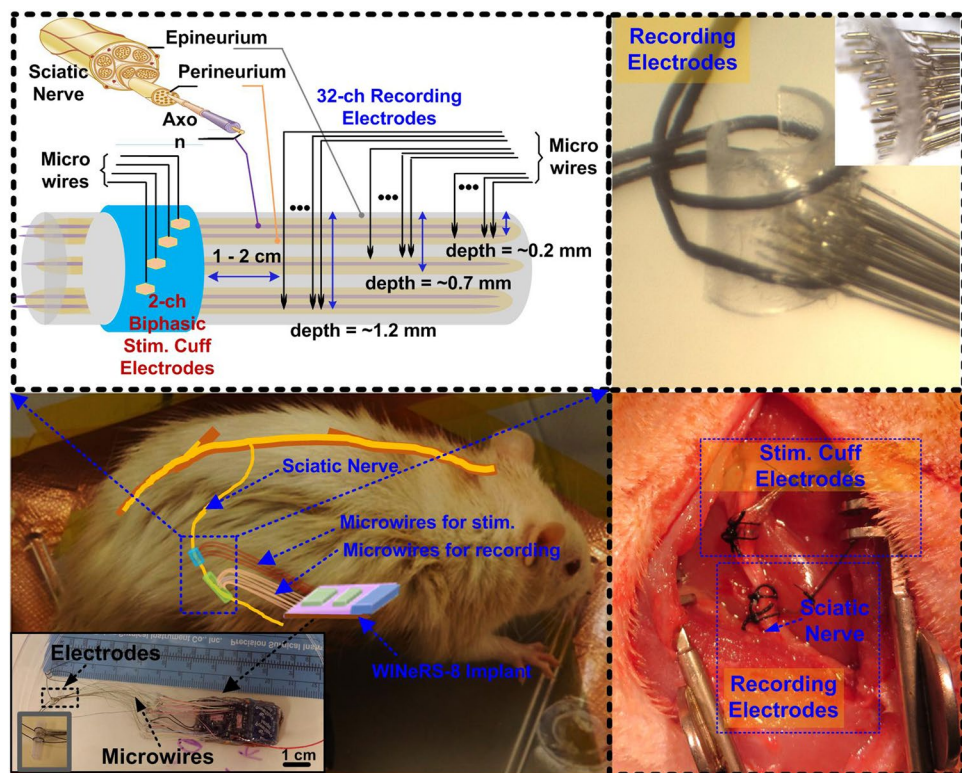 Epineurium
Sciatic
Nerve
Perineurium
Axo
n
32-ch Recording
Electrodes
Micro
wires
Micro
wires
1 - 2 cm
depth = ~0.2 mm
depth = ~0.7 mm
depth = ~1.2 mm
2-ch
Biphasic
Stim. Cuff
Electrodes
Recording
Electrodes
Sciatic Nerve
Microwires for stim.
Microwires for recording
WINeRS-8 Implant
Electrodes
Microwires
1 cm
Stim. Cuff
Electrodes
Sciatic
Nerve
Recording
Electrodes